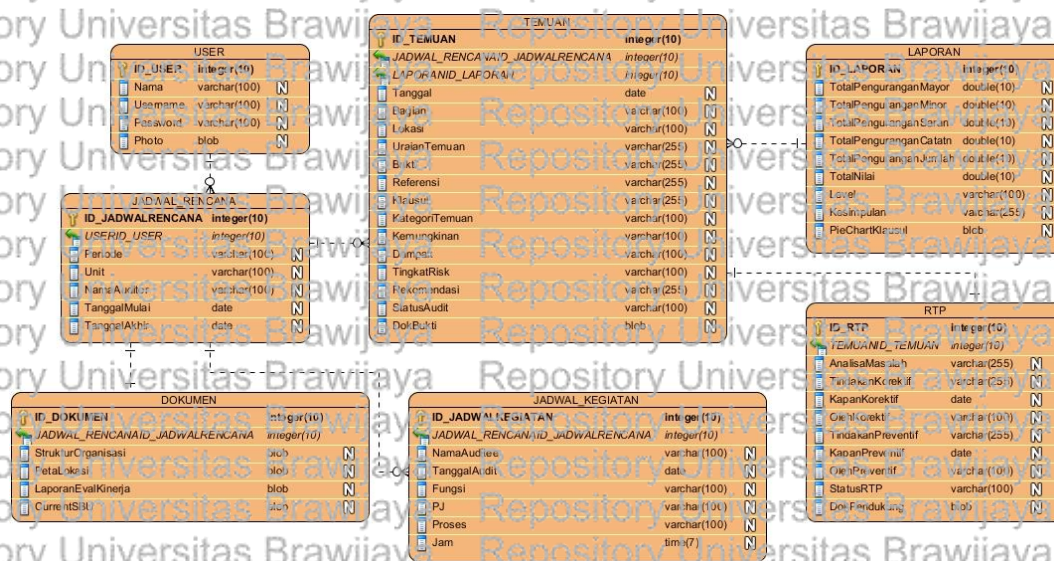 USER
ID_USER integer(10)
Nama varchar(100) N
Username varchar(100) N
Password varchar(100) N
Photo blob N
JADWAL_RENCANA
ID_JADWALRENCANA integer(10)
USERID_USER integer(10)
Periode varchar(100) N
Unit varchar(100) N
NamaAuditor varchar(100) N
TanggalMulai date N
TanggalAkhir date N
TEMUAN
ID_TEMUAN integer(10)
JADWAL_RENCANAID_JADWALRENCANA integer(10)
LAPORANID_LAPORAN integer(10)
Tanggal date N
Bagian varchar(100) N
Lokasi varchar(100) N
UraianTemuan varchar(255) N
Bukti varchar(255) N
Referensi varchar(255) N
Klausul varchar(255) N
KategoriTemuan varchar(100) N
Kemungkinan varchar(100) N
Dampak varchar(100) N
TingkatRisk varchar(100) N
Rekomendasi varchar(255) N
StatusAudit varchar(100) N
DokBukti blob N
LAPORAN
ID_LAPORAN integer(10)
TotalPenguranganMayor double(10) N
TotalPenguranganMinor double(10) N
TotalPenguranganSaran double(10) N
TotalPenguranganCatatn double(10) N
TotalPenguranganJumlah double(10) N
TotalNilai double(10) N
Level varchar(100) N
Kesimpulan varchar(255) N
PieChartKlausul blob N
RTP
ID_RTP integer(10)
TEMUANID_TEMUAN integer(10)
AnalisaMasalah varchar(255) N
TindakanKorektif varchar(255) N
KapanKorektif date N
OlehKorektif varchar(100) N
TindakanPreventif varchar(255) N
KapanPreventif date N
OlehPreventif varchar(100) N
StatusRTP varchar(100) N
DokPendukung blob N
DOKUMEN
ID_DOKUMEN integer(10)
JADWAL_RENCANAID_JADWALRENCANA integer(10)
StrukturOrganisasi blob N
PetaLokasi blob N
LaporanEvalKinerja blob N
CurrentSBU blob N
JADWAL_KEGIATAN
ID_JADWALKEGIATAN integer(10)
JADWAL_RENCANAID_JADWALRENCANA integer(10)
NamaAuditee varchar(100) N
TanggalAudit date N
Fungsi varchar(100) N
PJ varchar(100) N
Proses varchar(100) N
Jam time(7) N
Repository Universitas Brawijaya